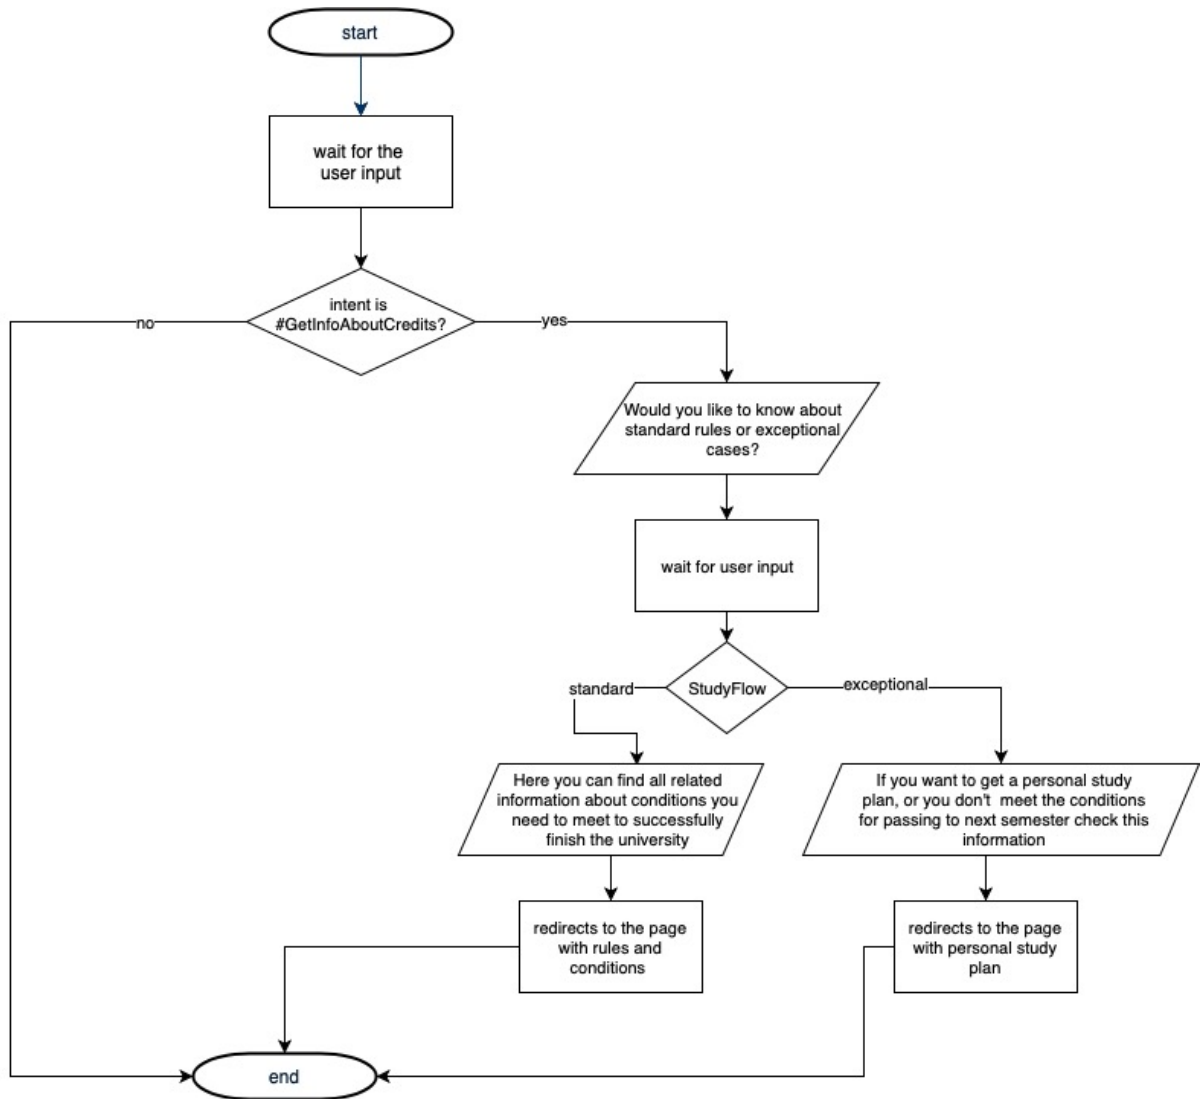 start
wait for the
user input
intent is
#GetInfoAboutCredits?
no
yes
Would you like to know about
standard rules or exceptional
cases?
wait for user input
StudyFlow
standard
exceptional
Here you can find all related
information about conditions you
need to meet to successfully
finish the university
If you want to get a personal study
plan, or you don't meet the conditions
for passing to next semester check this
information
redirects to the page
with rules and
conditions
redirects to the page
with personal study
plan
end